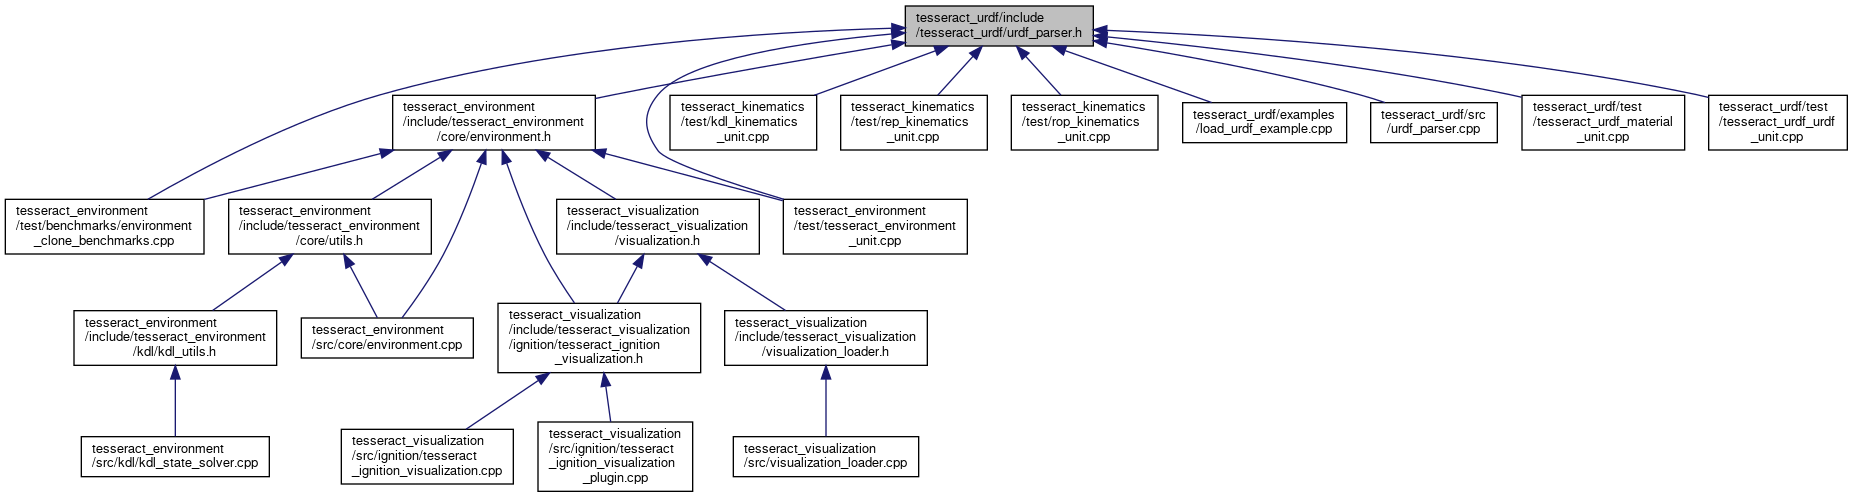 tesseract_urdf/include
/tesseract_urdf/urdf_parser.h
tesseract_environment
/include/tesseract_environment
/core/environment.h
tesseract_kinematics
/test/kdl_kinematics
_unit.cpp
tesseract_kinematics
/test/rep_kinematics
_unit.cpp
tesseract_kinematics
/test/rop_kinematics
_unit.cpp
tesseract_urdf/examples
/load_urdf_example.cpp
tesseract_urdf/src
/urdf_parser.cpp
tesseract_urdf/test
/tesseract_urdf_material
_unit.cpp
tesseract_urdf/test
/tesseract_urdf_urdf
_unit.cpp
tesseract_environment
/test/benchmarks/environment
_clone_benchmarks.cpp
tesseract_environment
/include/tesseract_environment
/core/utils.h
tesseract_visualization
/include/tesseract_visualization
/visualization.h
tesseract_environment
/test/tesseract_environment
_unit.cpp
tesseract_environment
/include/tesseract_environment
/kdl/kdl_utils.h
tesseract_environment
/src/core/environment.cpp
tesseract_visualization
/include/tesseract_visualization
/ignition/tesseract_ignition
_visualization.h
tesseract_visualization
/include/tesseract_visualization
/visualization_loader.h
tesseract_environment
/src/kdl/kdl_state_solver.cpp
tesseract_visualization
/src/ignition/tesseract
_ignition_visualization.cpp
tesseract_visualization
/src/ignition/tesseract
_ignition_visualization
_plugin.cpp
tesseract_visualization
/src/visualization_loader.cpp